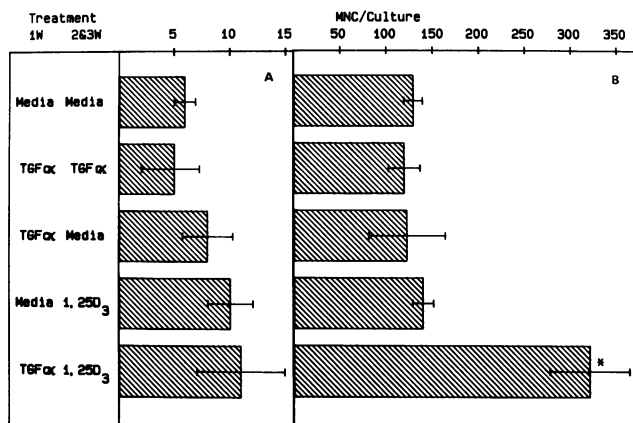 Treatment
1W 2&3W
MNC/Culture
5 10 15
50 100 150 200 250 300 350
A
B
Media Media
TGFα TGFα
TGFα Media
Media 1,25D3
TGFα 1,25D3
*